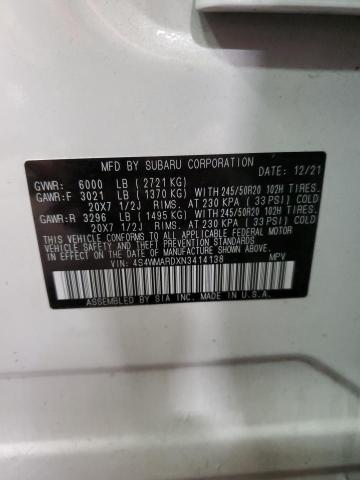 MFD BY SUBARU CORPORATION DATE: 12/21
GVWR: 6000 LB (2721 KG)
GAWR:F 3021 LB (1370 KG) WITH 245/50R20 102H TIRES.
20X7 1/2J RIMS. AT 230 KPA (33 PSI) COLD
GAWR:R 3296 LB (1495 KG) WITH 245/50R20 102H TIRES.
20X7 1/2J RIMS. AT 230 KPA (33 PSI) COLD
THIS VEHICLE CONFORMS TO ALL APPLICABLE FEDERAL MOTOR
VEHICLE SAFETY, BUMPER, AND THEFT PREVENTION STANDARDS
IN EFFECT ON THE DATE OF MANUFACTURE SHOWN ABOVE.
VIN: 4S4WMARDXN3414138 MPV
ASSEMBLED BY SIA INC. MADE IN U.S.A.